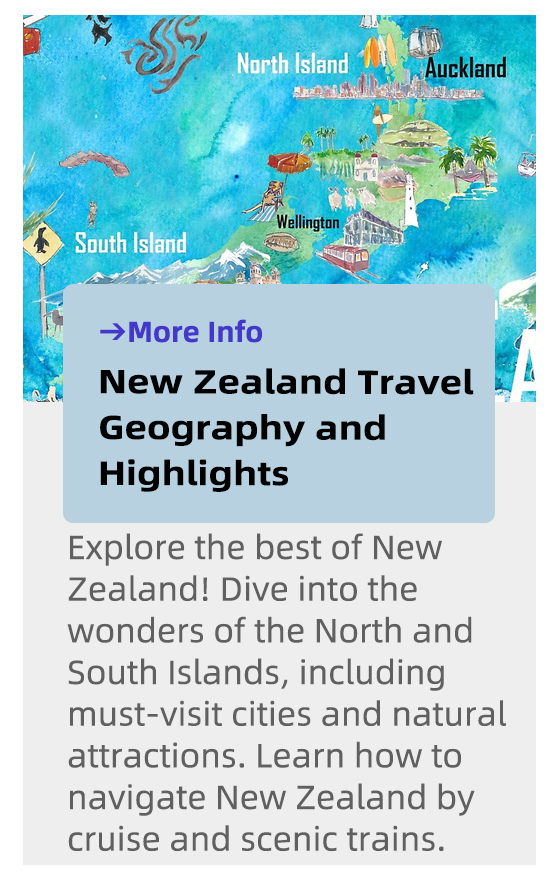 North Island
Auckland
Wellington
South Island
→More Info
New Zealand Travel
Geography and
Highlights
Explore the best of New
Zealand! Dive into the
wonders of the North and
South Islands, including
must-visit cities and natural
attractions. Learn how to
navigate New Zealand by
cruise and scenic trains.